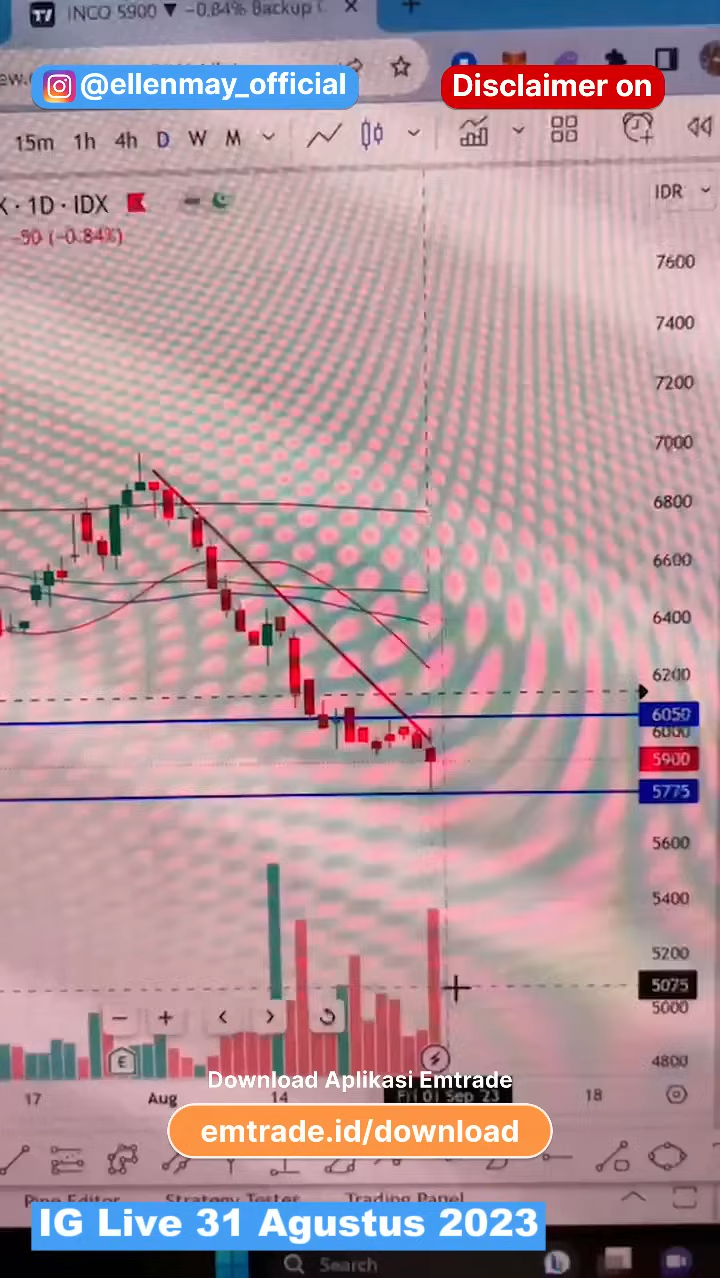 INCO 5900 ▼ −0.84% Backup
@ellenmay_official
Disclaimer on
15m 1h 4h D W M
· 1D · IDX
−90 (−0.84%)
IDR
7600
7400
7200
7000
6800
6600
6400
6200
6050
6000
5900
5775
5600
5400
5200
5075
5000
4800
E
17 Aug 14 Fri 01 Sep '23 18
Download Aplikasi Emtrade
emtrade.id/download
Pine Editor Strategy Tester Trading Panel
IG Live 31 Agustus 2023
Search